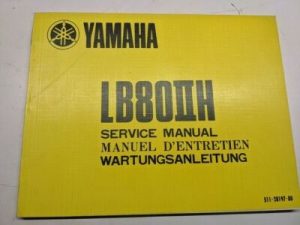 YAMAHA
LB80IIH
SERVICE MANUAL
MANUEL D'ENTRETIEN
WARTUNGSANLEITUNG